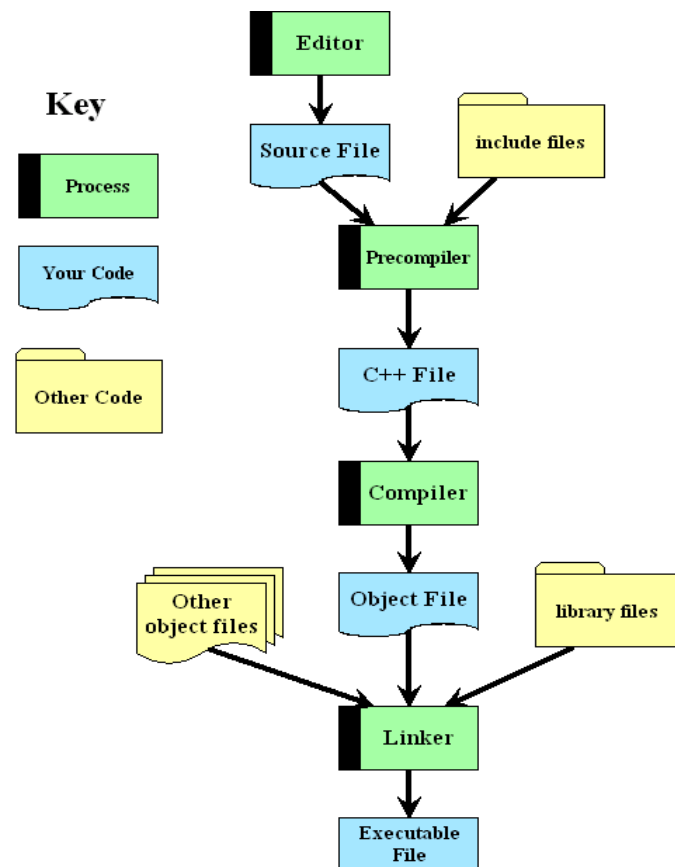 Editor
Key
Source File
include files
Process
Precompiler
Your Code
C++ File
Other Code
Compiler
Other
object files
Object File
library files
Linker
Executable
File